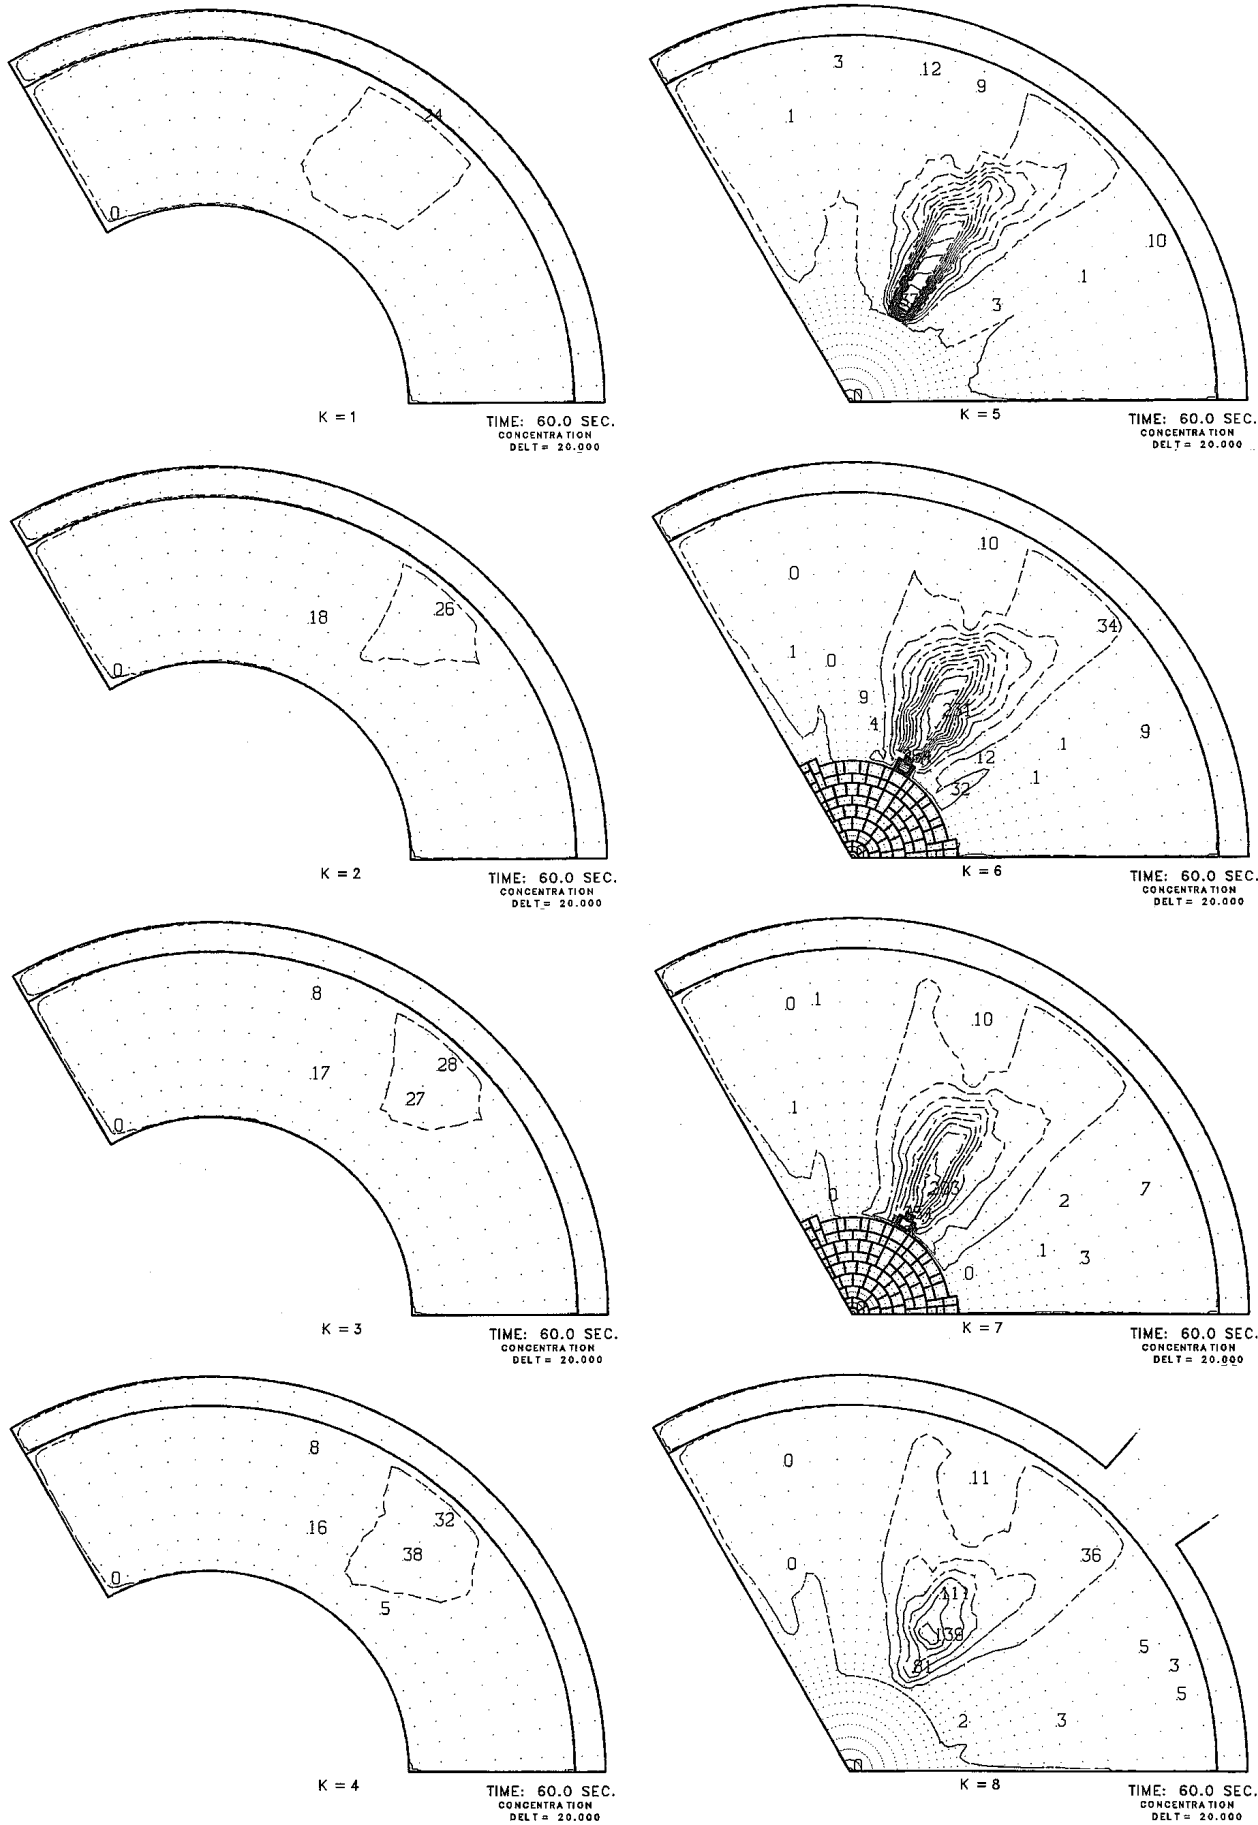 24
0
K = 1
TIME: 60.0 SEC.
CONCENTRATION
DELT = 20.000
.3
.12
.9
.1
.10
.1
3
0
K = 5
TIME: 60.0 SEC.
CONCENTRATION
DELT = 20.000
.18
.26
0
K = 2
TIME: 60.0 SEC.
CONCENTRATION
DELT = 20.000
.10
.0
34
.1
.0
9
4
231
.9
.1
.12
.1
32
K = 6
TIME: 60.0 SEC.
CONCENTRATION
DELT = 20.000
.8
.17
28
27
0
K = 3
TIME: 60.0 SEC.
CONCENTRATION
DELT = 20.000
.0
.1
.10
.1
203
0
7
2
.1
3
0
K = 7
TIME: 60.0 SEC.
CONCENTRATION
DELT = 20.000
.8
.16
32
38
0
.5
K = 4
TIME: 60.0 SEC.
CONCENTRATION
DELT = 20.000
.0
.11
.0
.36
111
139
.81
.5
.3
.5
2
.3
0
K = 8
TIME: 60.0 SEC.
CONCENTRATION
DELT = 20.000